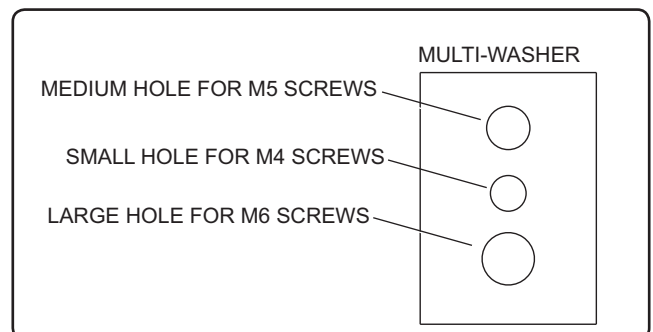 MULTI-WASHER
MEDIUM HOLE FOR M5 SCREWS
SMALL HOLE FOR M4 SCREWS
LARGE HOLE FOR M6 SCREWS